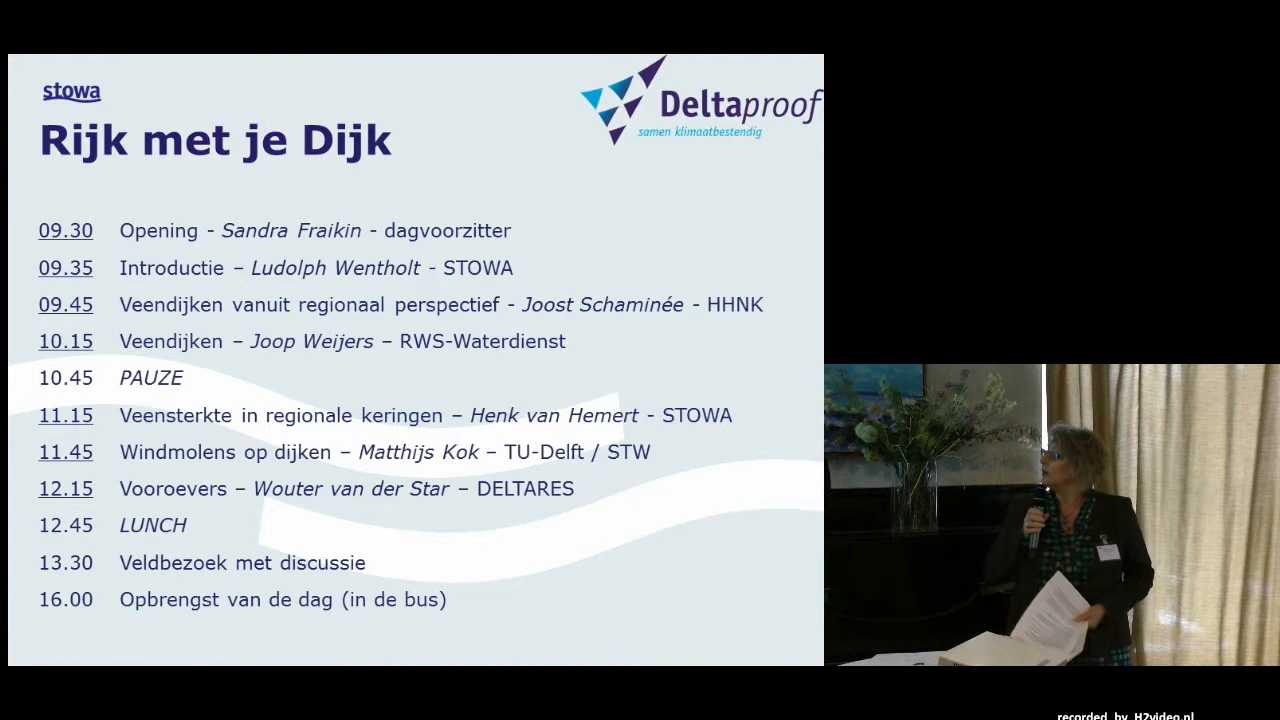 stowa
Deltaproof
samen klimaatbestendig
Rijk met je Dijk
09.30 Opening - Sandra Fraikin - dagvoorzitter
09.35 Introductie – Ludolph Wentholt - STOWA
09.45 Veendijken vanuit regionaal perspectief - Joost Schaminée - HHNK
10.15 Veendijken – Joop Weijers – RWS-Waterdienst
10.45 PAUZE
11.15 Veensterkte in regionale keringen – Henk van Hemert - STOWA
11.45 Windmolens op dijken – Matthijs Kok – TU-Delft / STW
12.15 Vooroevers – Wouter van der Star – DELTARES
12.45 LUNCH
13.30 Veldbezoek met discussie
16.00 Opbrengst van de dag (in de bus)
recorded by H2video.nl